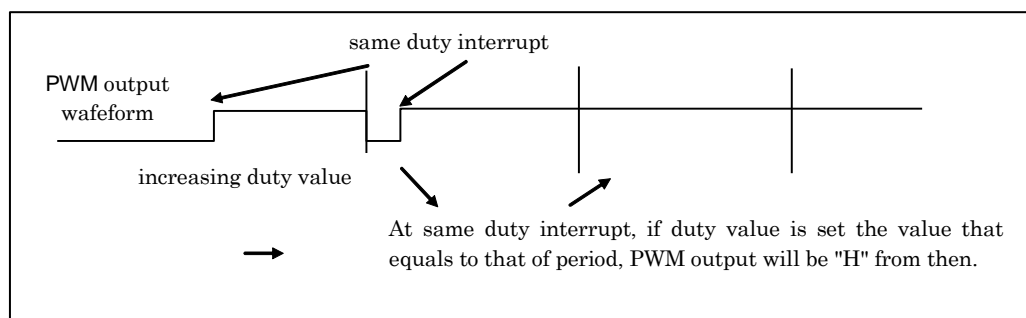 same duty interrupt
PWM output
wafeform
increasing duty value
At same duty interrupt, if duty value is set the value that
equals to that of period, PWM output will be "H" from then.